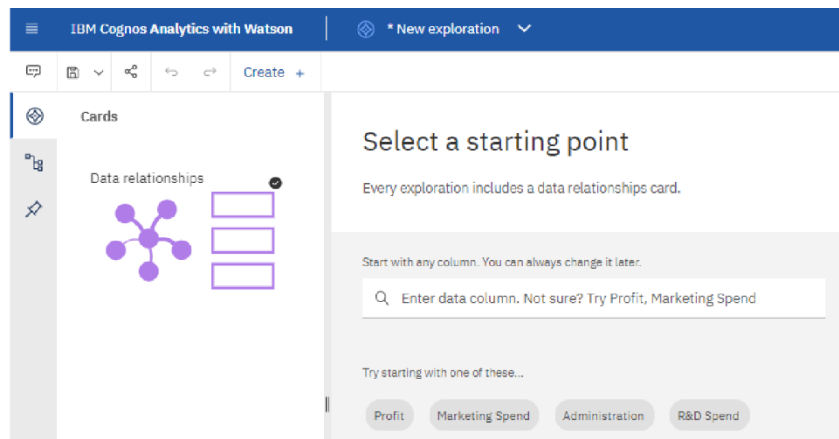 IBM Cognos Analytics with Watson
* New exploration
Create +
Cards
Data relationships
Select a starting point
Every exploration includes a data relationships card.
Start with any column. You can always change it later.
Enter data column. Not sure? Try Profit, Marketing Spend
Try starting with one of these...
Profit Marketing Spend Administration R&D Spend